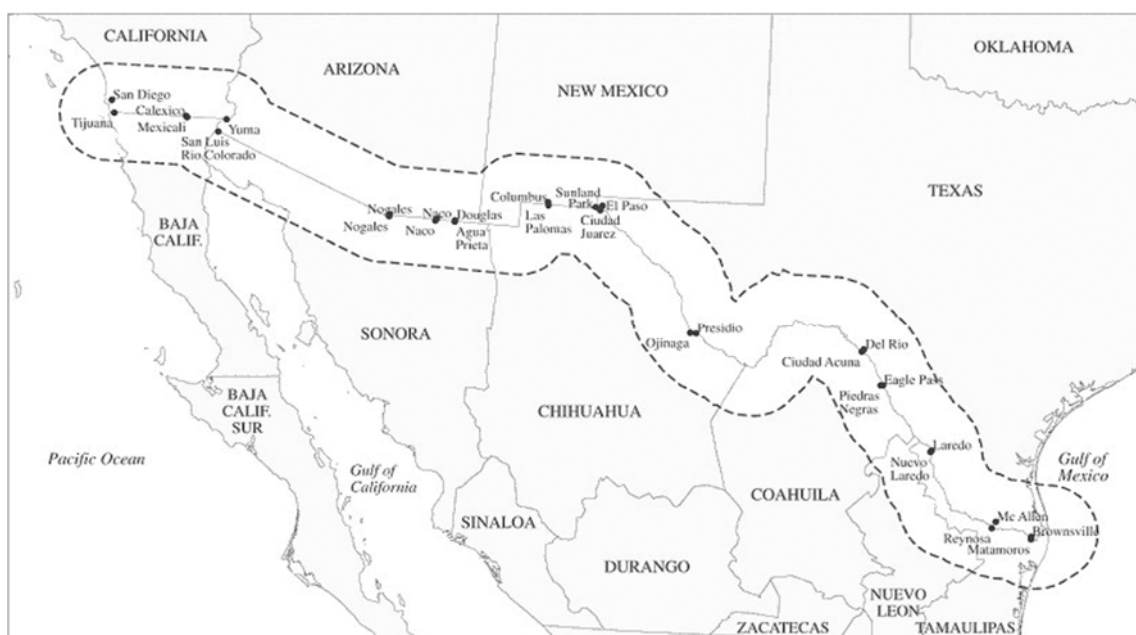 CALIFORNIA
ARIZONA
NEW MEXICO
OKLAHOMA
TEXAS
San Diego
Tijuana
Calexico
Mexicali
Yuma
San Luis
Rio Colorado
Nogales
Nogales
Naco
Naco
Douglas
Agua
Prieta
Columbus
Las
Palomas
Sunland
Park
El Paso
Ciudad
Juarez
BAJA
CALIF.
SONORA
Ojinaga
Presidio
Del Rio
Ciudad Acuna
Eagle Pass
Piedras
Negras
BAJA
CALIF.
SUR
CHIHUAHUA
Laredo
Nuevo
Laredo
Pacific Ocean
Gulf of
California
Gulf of
Mexico
COAHUILA
SINALOA
Mc Allen
Reynosa
Brownsville
Matamoros
DURANGO
NUEVO
LEON
ZACATECAS
TAMAULIPAS